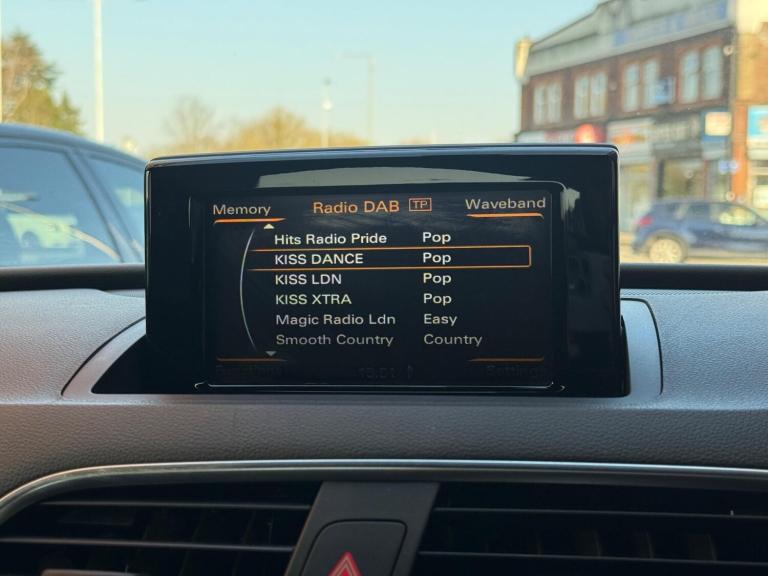 Memory Radio DAB TP Waveband
Hits Radio Pride Pop
KISS DANCE Pop
KISS LDN Pop
KISS XTRA Pop
Magic Radio Ldn Easy
Smooth Country Country
Settings